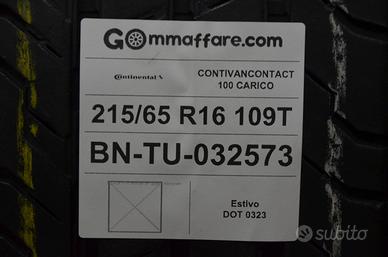 GOmmaffare.com
Continental
CONTIVANCONTACT
100 CARICO
215/65 R16 109T
BN-TU-032573
Estivo
DOT 0323
subito